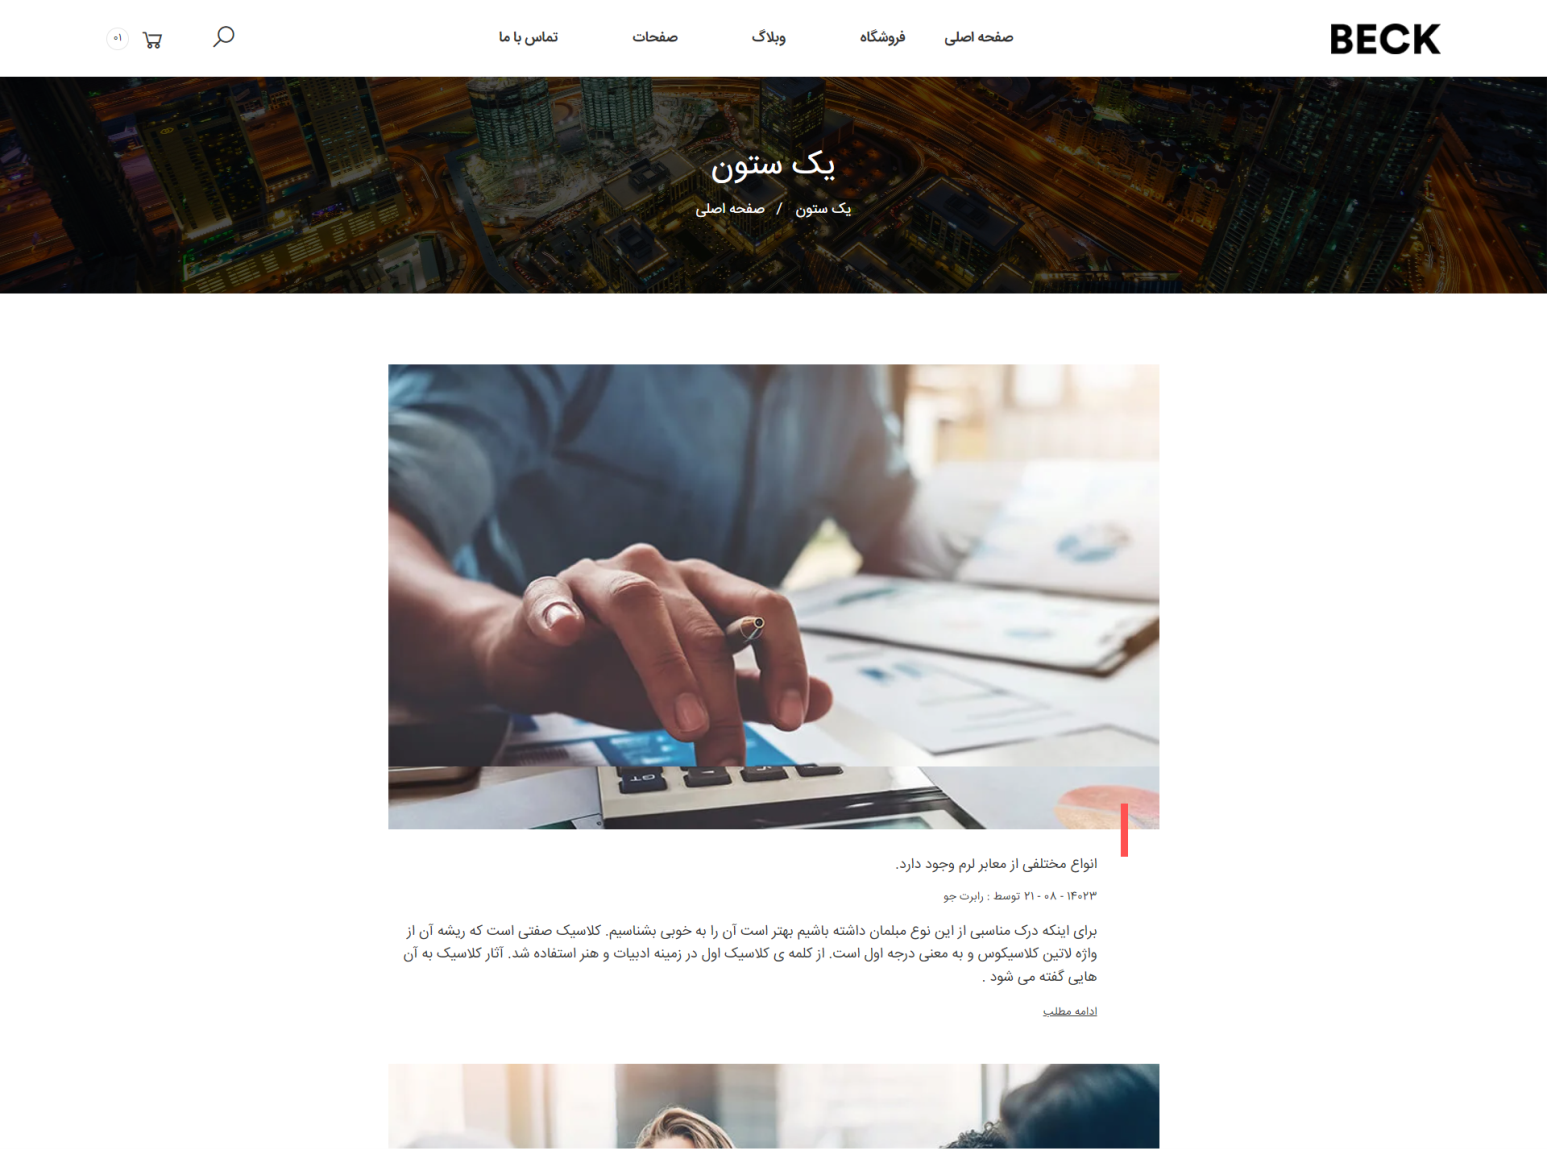 BECK
صفحه اصلی
فروشگاه
وبلاگ
صفحات
تماس با ما
۰۱
یک ستون
یک ستون / صفحه اصلی
GT
انواع مختلفی از معابر لرم وجود دارد.
۱۴۰۲۳ - ۰۸ - ۲۱ توسط : رابرت جو
برای اینکه درک مناسبی از این نوع مبلمان داشته باشیم بهتر است آن را به خوبی بشناسیم. کلاسیک صفتی است که ریشه آن از
واژه لاتین کلاسیکوس و به معنی درجه اول است. از کلمه ی کلاسیک اول در زمینه ادبیات و هنر استفاده شد. آثار کلاسیک به آن
هایی گفته می شود .
ادامه مطلب